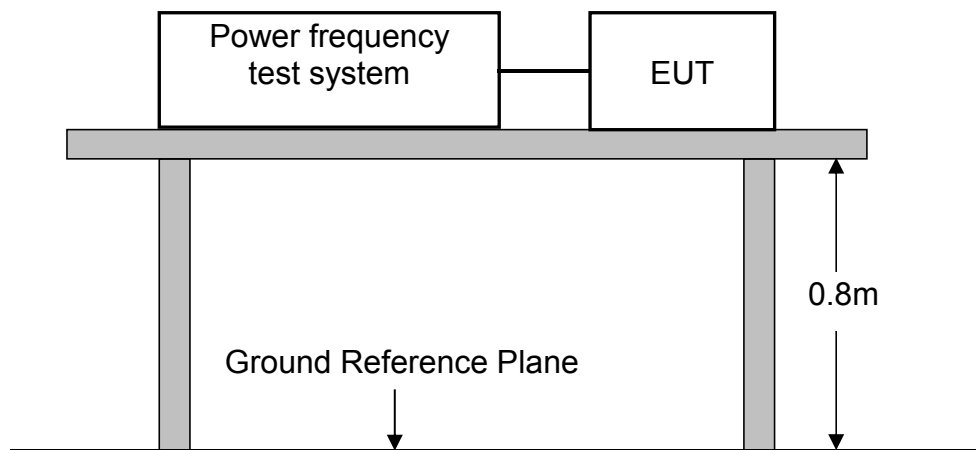 Power frequency
test system
EUT
0.8m
Ground Reference Plane